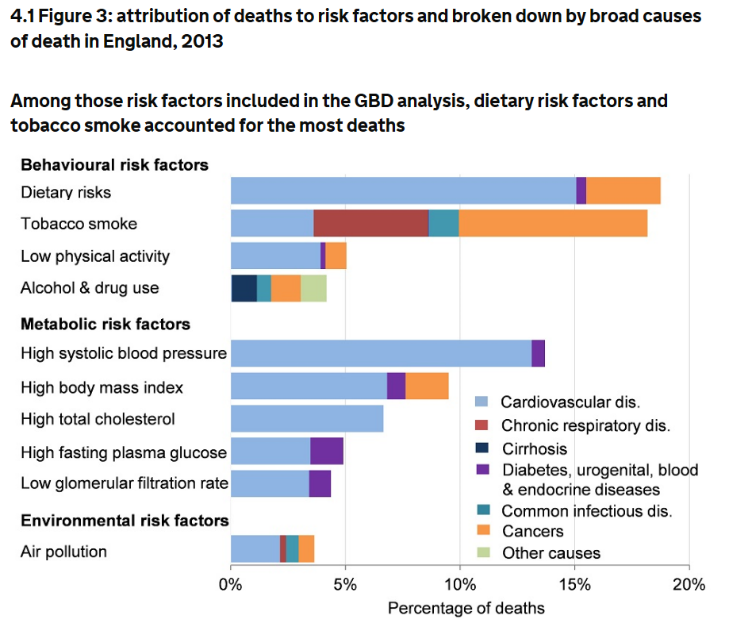 4.1 Figure 3: attribution of deaths to risk factors and broken down by broad causes
of death in England, 2013
Among those risk factors included in the GBD analysis, dietary risk factors and
tobacco smoke accounted for the most deaths
Behavioural risk factors
Dietary risks
Tobacco smoke
Low physical activity
Alcohol & drug use
Metabolic risk factors
High systolic blood pressure
High body mass index
High total cholesterol
High fasting plasma glucose
Low glomerular filtration rate
Environmental risk factors
Air pollution
Cardiovascular dis.
Chronic respiratory dis.
Cirrhosis
Diabetes, urogenital, blood
& endocrine diseases
Common infectious dis.
Cancers
Other causes
0% 5% 10% 15% 20%
Percentage of deaths